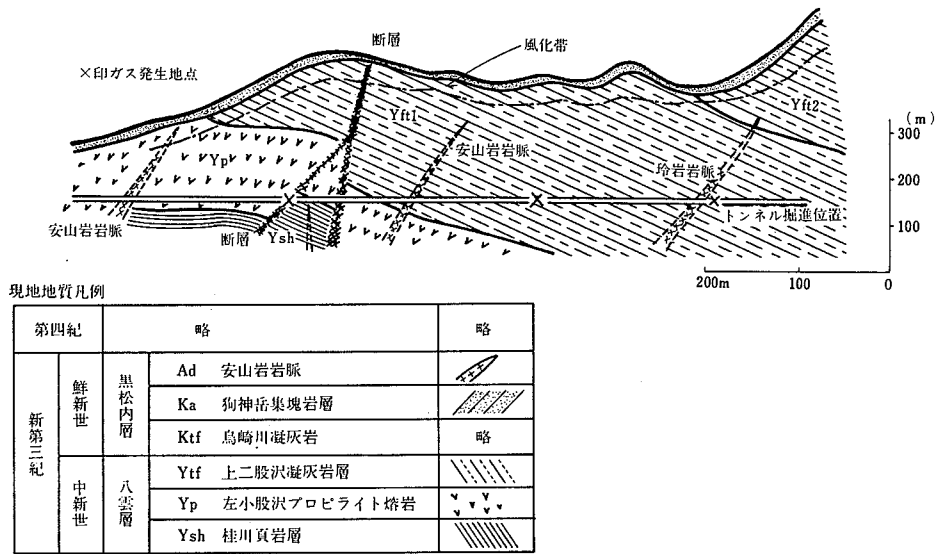 断層
風化帯
×印ガス発生地点
Yft1
Yft2
(m)
300
200
100
安山岩岩脈
Yp
玢岩岩脈
トンネル掘進位置
安山岩岩脈
断層
Ysh
200m 100 0
現地地質凡例
第四紀 略 略
新第三紀
鮮新世
黒松内層
Ad 安山岩岩脈
Ka 狗神岳集塊岩層
Ktf 鳥崎川凝灰岩 略
中新世
八雲層
Ytf 上二股沢凝灰岩層
Yp 左小股沢プロピライト熔岩
Ysh 桂川頁岩層